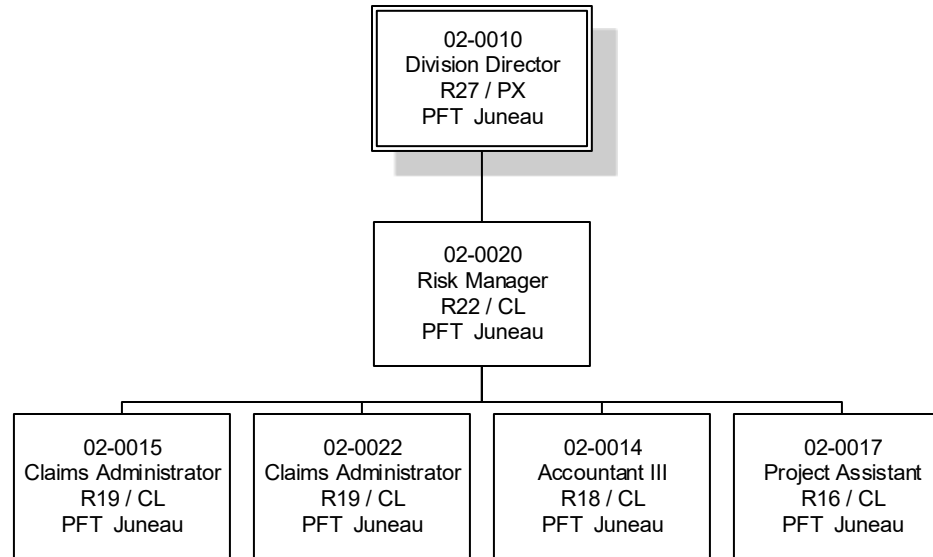 02-0010
Division Director
R27 / PX
PFT  Juneau
02-0020
Risk Manager
R22 / CL
PFT  Juneau
02-0015
Claims Administrator
R19 / CL
PFT  Juneau
02-0022
Claims Administrator
R19 / CL
PFT  Juneau
02-0014
Accountant III
R18 / CL
PFT  Juneau
02-0017
Project Assistant
R16 / CL
PFT  Juneau